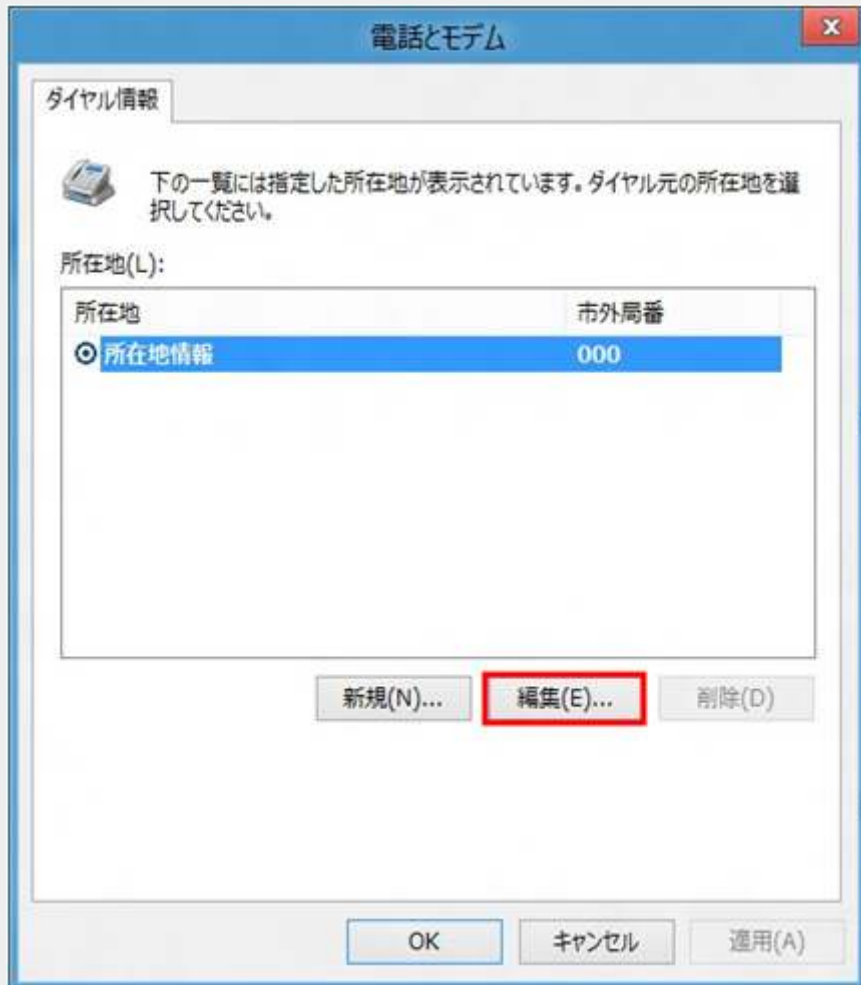 電話とモデム
x
ダイヤル情報
下の一覧には指定した所在地が表示されています。ダイヤル元の所在地を選
択してください。
所在地(L):
所在地 市外局番
所在地情報 000
新規(N)... 編集(E)... 削除(D)
OK キャンセル 適用(A)